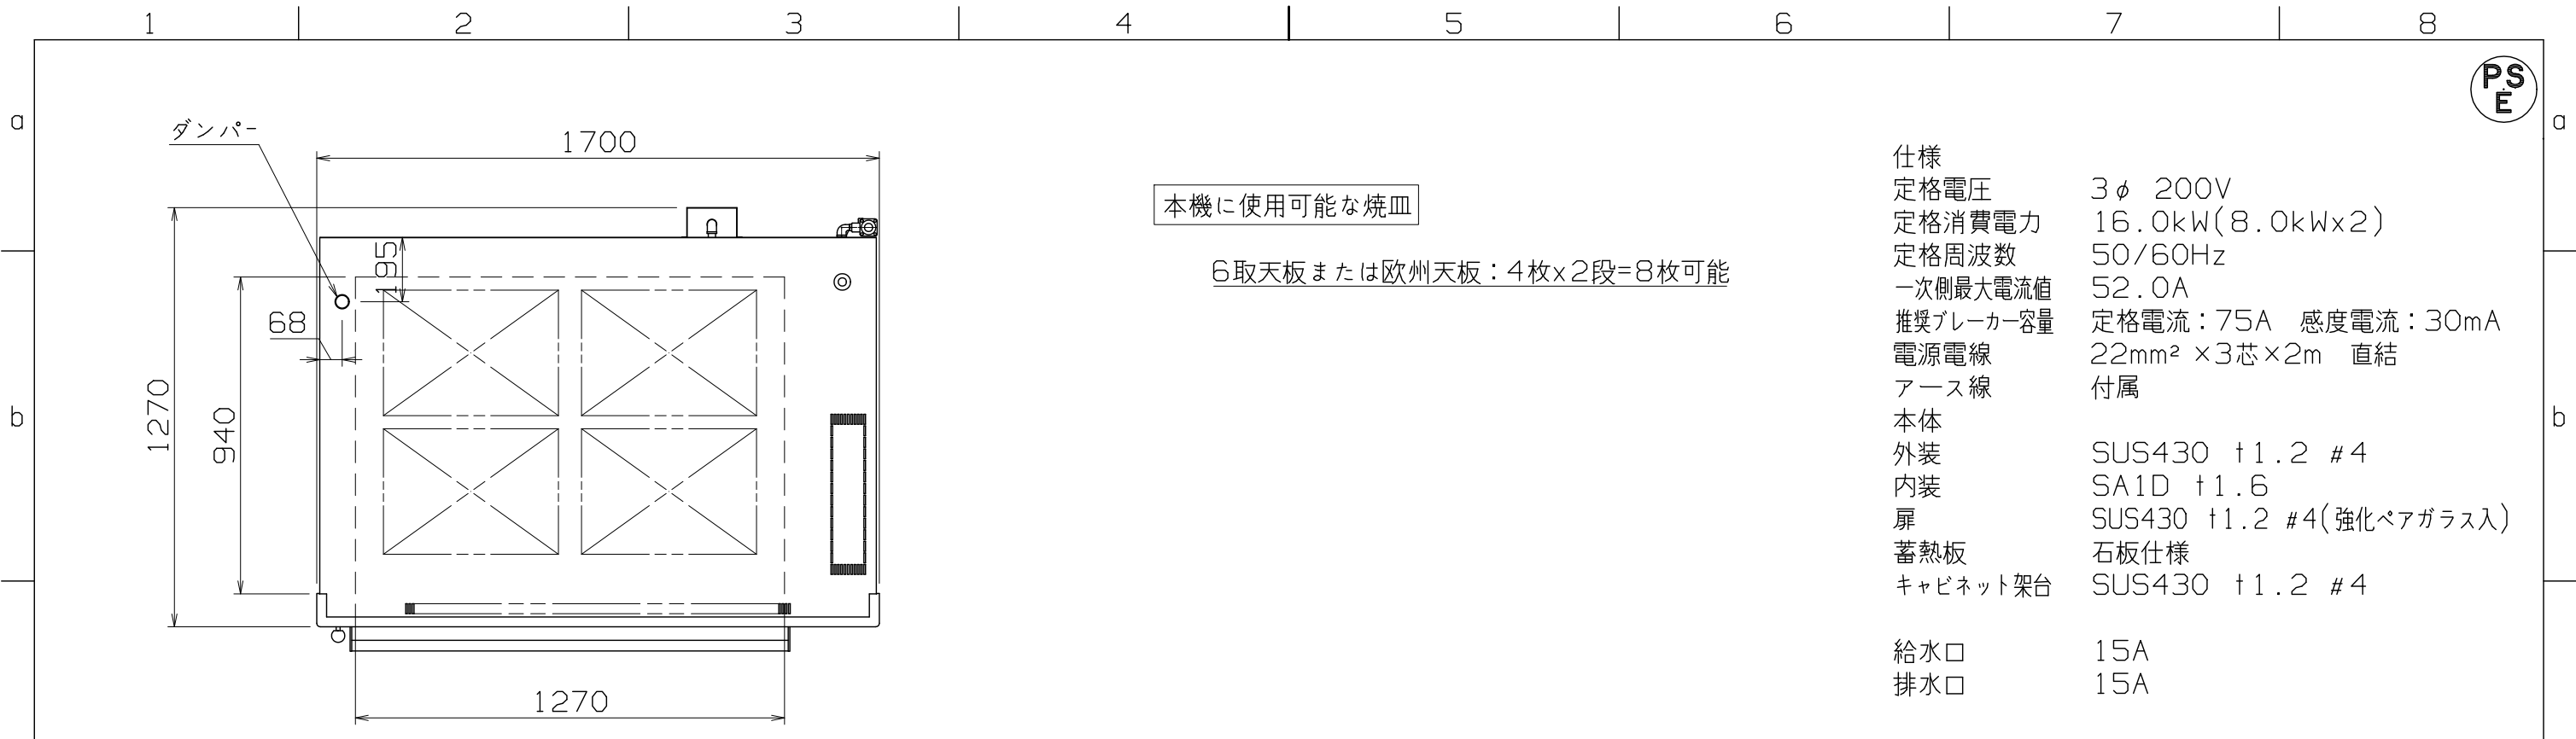 1 2 3 4 5 6 7 8
PS
E
a a
ダンパー
1700
195
68
1270
940
1270
b b
本機に使用可能な焼皿
6取天板または欧州天板：4枚x2段=8枚可能
仕様
定格電圧 3φ 200V
定格消費電力 16.0kW(8.0kWx2)
定格周波数 50/60Hz
一次側最大電流値 52.0A
推奨ブレーカー容量 定格電流：75A 感度電流：30mA
電源電線 22mm² ×3芯×2m 直結
アース線 付属
本体
外装 SUS430 t1.2 #4
内装 SA1D t1.6
扉 SUS430 t1.2 #4(強化ペアガラス入)
蓄熱板 石板仕様
キャビネット架台 SUS430 t1.2 #4
給水口 15A
排水口 15A